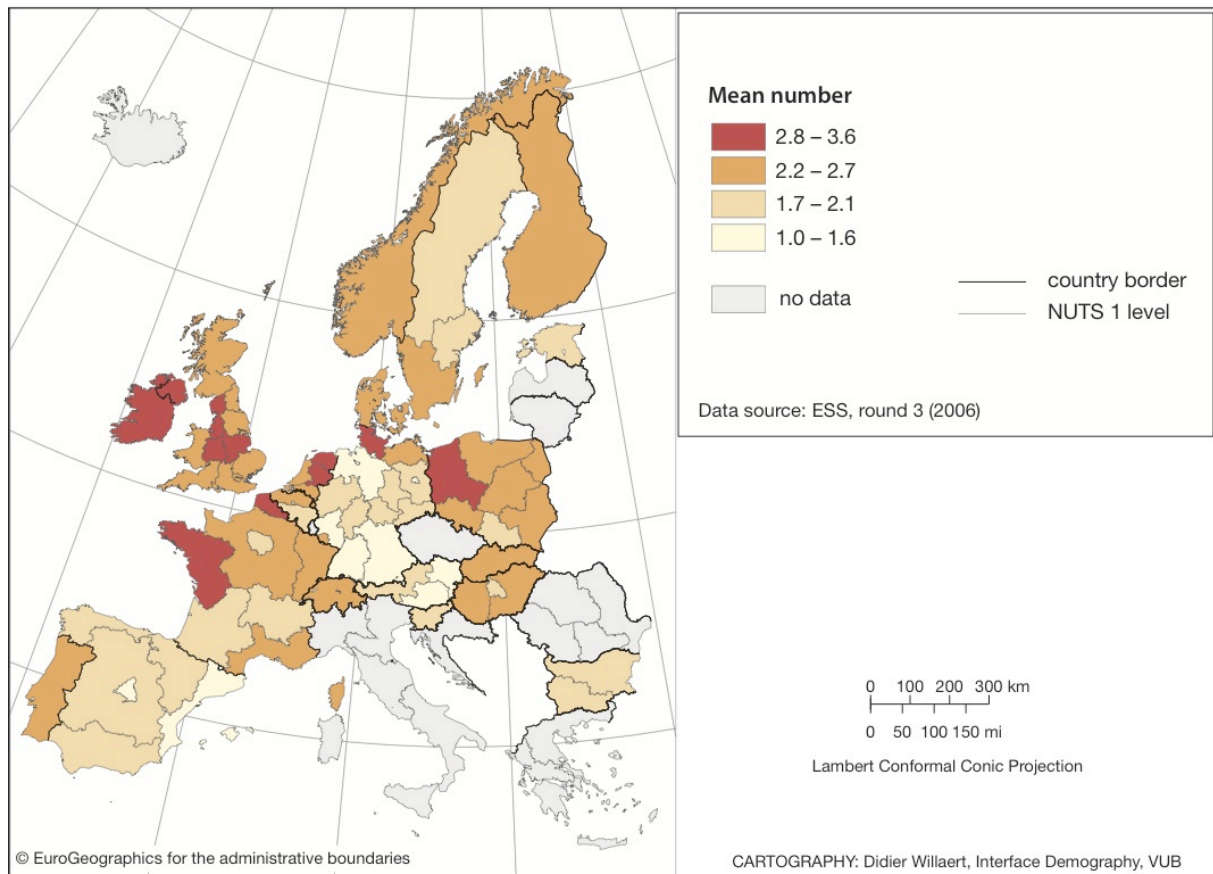 Mean number
2.8 – 3.6
2.2 – 2.7
1.7 – 2.1
1.0 – 1.6
no data
country border
NUTS 1 level
Data source: ESS, round 3 (2006)
0 100 200 300 km
0 50 100 150 mi
Lambert Conformal Conic Projection
© EuroGeographics for the administrative boundaries
CARTOGRAPHY: Didier Willaert, Interface Demography, VUB